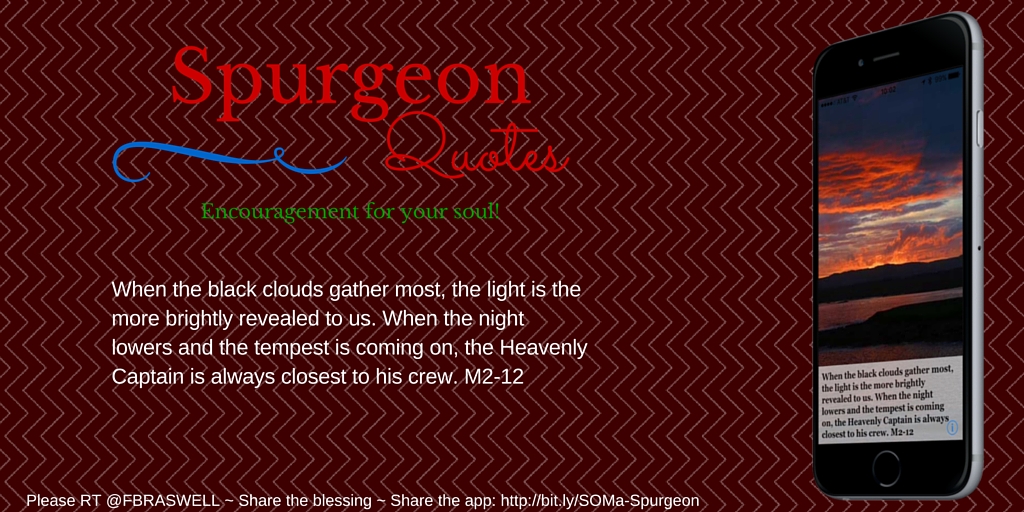 Spurgeon
Quotes
Encouragement for your soul!
When the black clouds gather most, the light is the
more brightly revealed to us. When the night
lowers and the tempest is coming on, the Heavenly
Captain is always closest to his crew. M2-12
When the black clouds gather most,
the light is the more brightly
revealed to us. When the night
lowers and the tempest is coming
on, the Heavenly Captain is always
closest to his crew. M2-12
Please RT @FBRASWELL ~ Share the blessing ~ Share the app: http://bit.ly/SOMa-Spurgeon